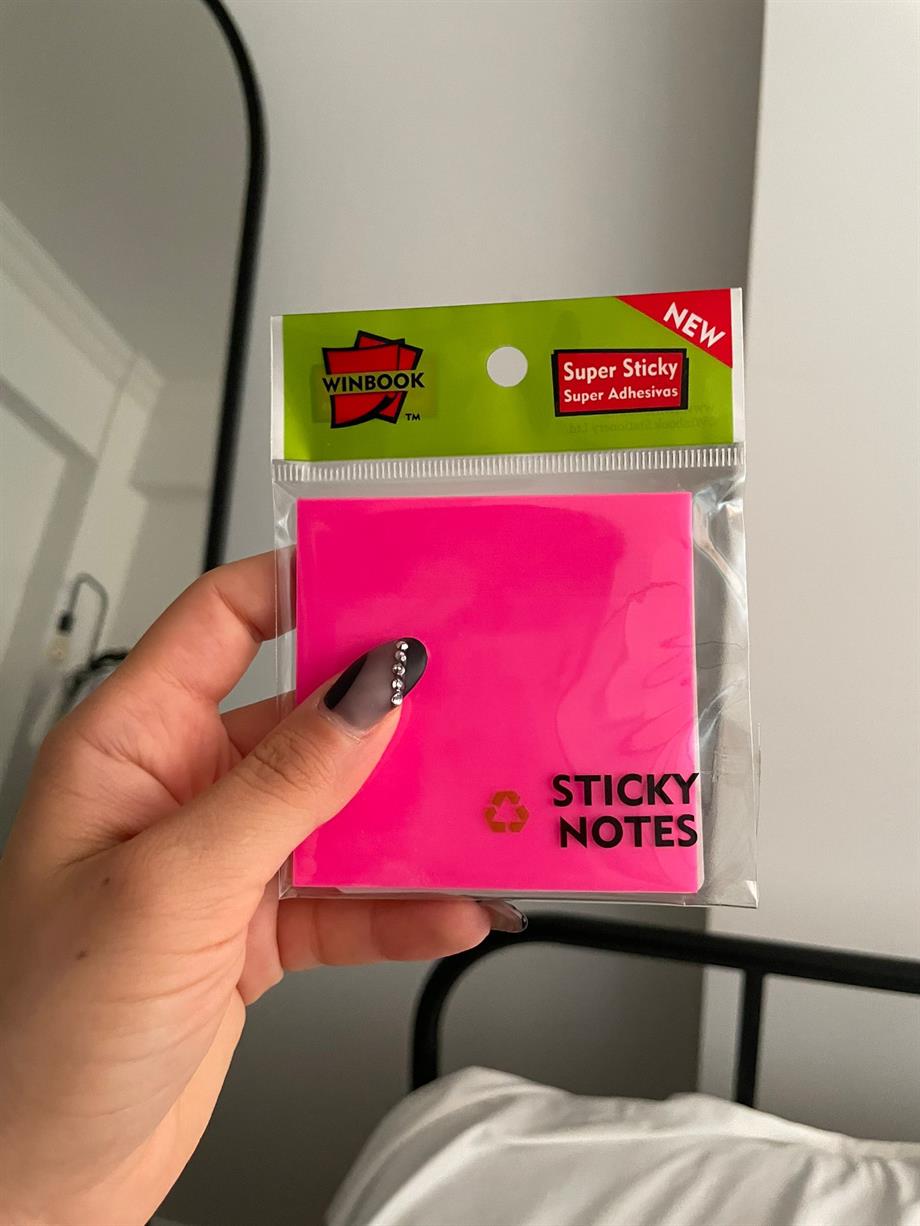 NEW
WINBOOK
TM
Super Sticky
Super Adhesivas
STICKY
NOTES